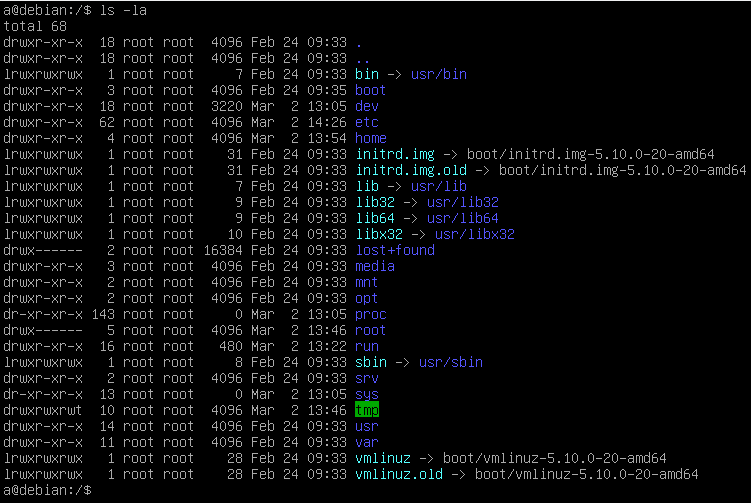 a@debian:/$ ls -la
total 68
drwxr-xr-x  18 root root  4096 Feb 24 09:33 .
drwxr-xr-x  18 root root  4096 Feb 24 09:33 ..
lrwxrwxrwx   1 root root     7 Feb 24 09:33 bin -> usr/bin
drwxr-xr-x   3 root root  4096 Feb 24 09:35 boot
drwxr-xr-x  18 root root  3220 Mar  2 13:05 dev
drwxr-xr-x  62 root root  4096 Mar  2 14:26 etc
drwxr-xr-x   4 root root  4096 Mar  2 13:54 home
lrwxrwxrwx   1 root root    31 Feb 24 09:33 initrd.img -> boot/initrd.img-5.10.0-20-amd64
lrwxrwxrwx   1 root root    31 Feb 24 09:33 initrd.img.old -> boot/initrd.img-5.10.0-20-amd64
lrwxrwxrwx   1 root root     7 Feb 24 09:33 lib -> usr/lib
lrwxrwxrwx   1 root root     9 Feb 24 09:33 lib32 -> usr/lib32
lrwxrwxrwx   1 root root     9 Feb 24 09:33 lib64 -> usr/lib64
lrwxrwxrwx   1 root root    10 Feb 24 09:33 libx32 -> usr/libx32
drwx------   2 root root 16384 Feb 24 09:33 lost+found
drwxr-xr-x   3 root root  4096 Feb 24 09:33 media
drwxr-xr-x   2 root root  4096 Feb 24 09:33 mnt
drwxr-xr-x   2 root root  4096 Feb 24 09:33 opt
dr-xr-xr-x 143 root root     0 Mar  2 13:05 proc
drwx------   5 root root  4096 Mar  2 13:46 root
drwxr-xr-x  16 root root   480 Mar  2 13:22 run
lrwxrwxrwx   1 root root     8 Feb 24 09:33 sbin -> usr/sbin
drwxr-xr-x   2 root root  4096 Feb 24 09:33 srv
dr-xr-xr-x  13 root root     0 Mar  2 13:05 sys
drwxrwxrwt  10 root root  4096 Mar  2 13:46 tmp
drwxr-xr-x  14 root root  4096 Feb 24 09:33 usr
drwxr-xr-x  11 root root  4096 Feb 24 09:33 var
lrwxrwxrwx   1 root root    28 Feb 24 09:33 vmlinuz -> boot/vmlinuz-5.10.0-20-amd64
lrwxrwxrwx   1 root root    28 Feb 24 09:33 vmlinuz.old -> boot/vmlinuz-5.10.0-20-amd64
a@debian:/$